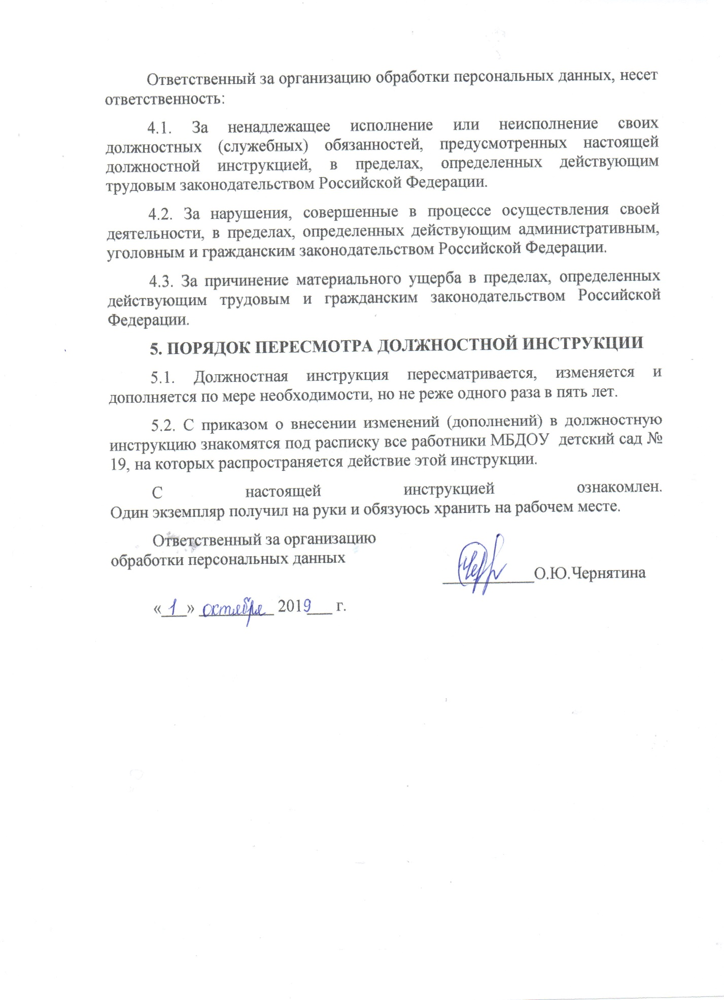 Ответственный за организацию обработки персональных данных, несет
ответственность:
4.1. За ненадлежащее исполнение или неисполнение своих
должностных (служебных) обязанностей, предусмотренных настоящей
должностной инструкцией, в пределах, определенных действующим
трудовым законодательством Российской Федерации.
4.2. За нарушения, совершенные в процессе осуществления своей
деятельности, в пределах, определенных действующим административным,
уголовным и гражданским законодательством Российской Федерации.
4.3. За причинение материального ущерба в пределах, определенных
действующим трудовым и гражданским законодательством Российской
Федерации.
5. ПОРЯДОК ПЕРЕСМОТРА ДОЛЖНОСТНОЙ ИНСТРУКЦИИ
5.1. Должностная инструкция пересматривается, изменяется и
дополняется по мере необходимости, но не реже одного раза в пять лет.
5.2. С приказом о внесении изменений (дополнений) в должностную
инструкцию знакомятся под расписку все работники МБДОУ детский сад №
19, на которых распространяется действие этой инструкции.
С настоящей инструкцией ознакомлен.
Один экземпляр получил на руки и обязуюсь хранить на рабочем месте.
Ответственный за организацию
обработки персональных данных
О.Ю.Чернятина
«1» октября 2019 г.